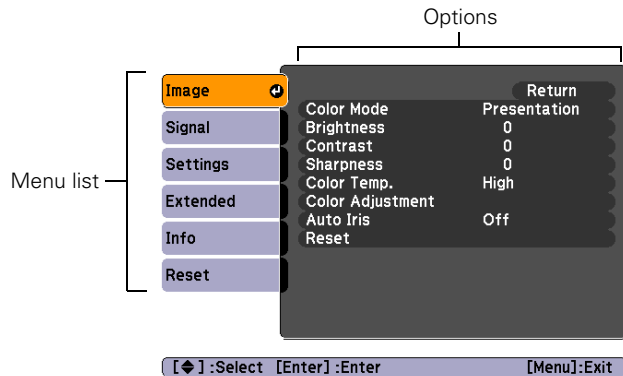 Options
Menu list
Image
Signal
Settings
Extended
Info
Reset
Return
Color Mode Presentation
Brightness 0
Contrast 0
Sharpness 0
Color Temp. High
Color Adjustment
Auto Iris Off
Reset
[ ] :Select [Enter] :Enter [Menu]:Exit